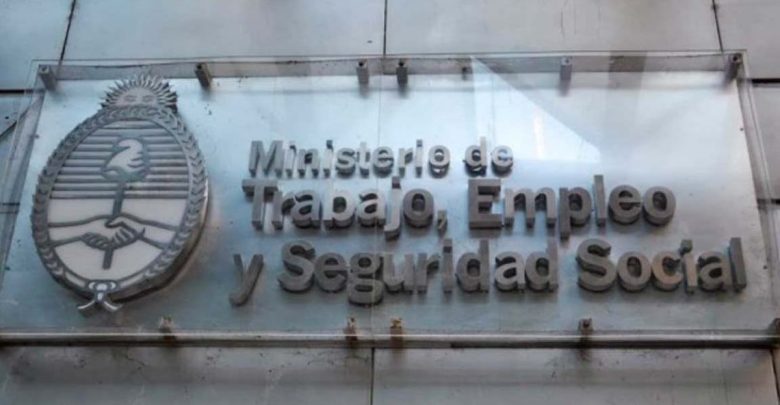 Ministerio de
Trabajo, Empleo
y Seguridad Social